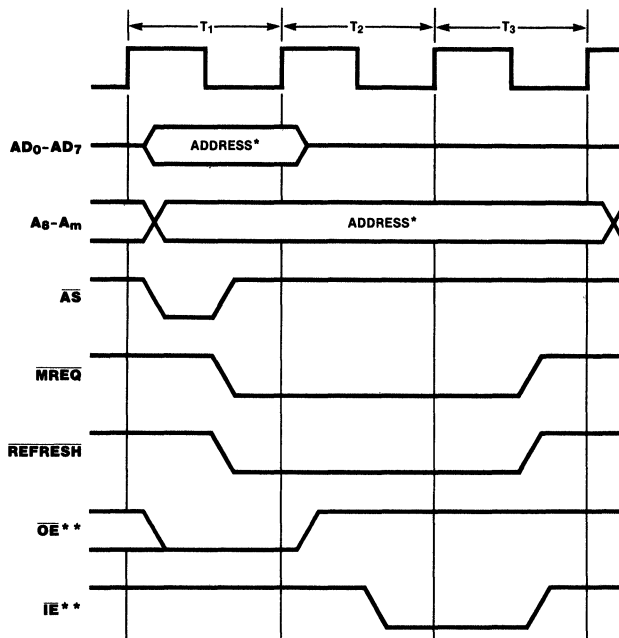 T1 T2 T3
AD0-AD7 ADDRESS*
A8-Am ADDRESS*
AS
MREQ
REFRESH
OE**
IE**